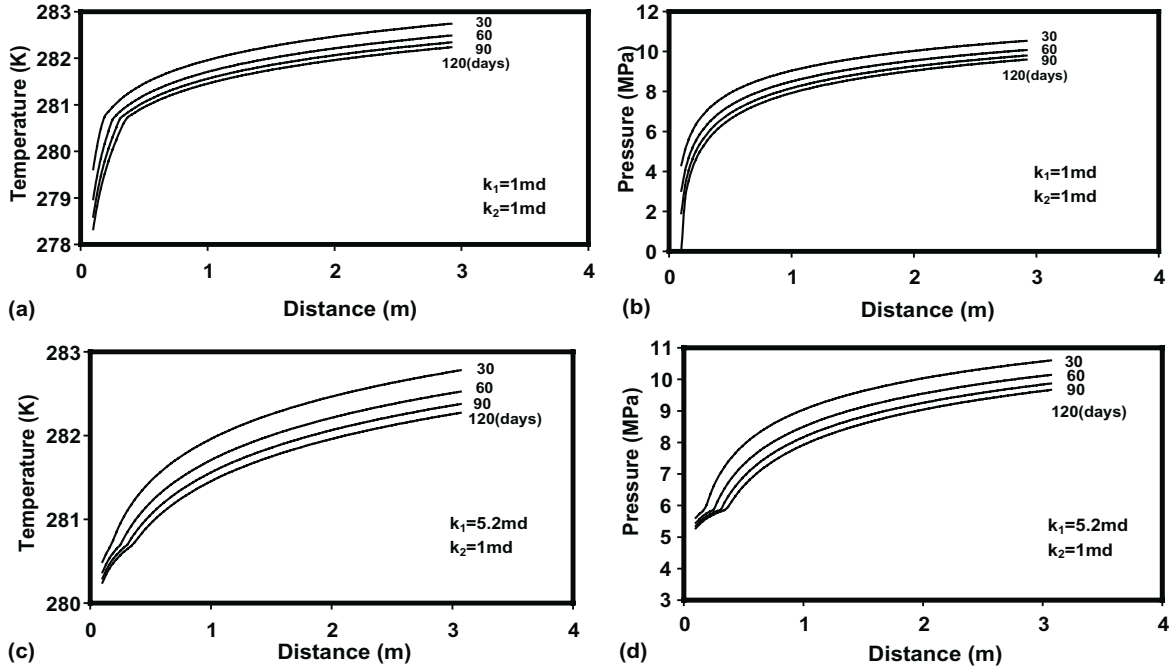 283
282
281
280
279
278
Temperature (K)
30
60
90
120(days)
k₁=1md
k₂=1md
0
1
2
3
4
(a)
Distance (m)
12
10
8
6
4
2
0
Pressure (MPa)
30
60
90
120(days)
k₁=1md
k₂=1md
0
1
2
3
4
(b)
Distance (m)
283
282
281
280
Temperature (K)
30
60
90
120(days)
k₁=5.2md
k₂=1md
0
1
2
3
4
(c)
Distance (m)
11
10
9
8
7
6
5
4
3
Pressure (MPa)
30
60
90
120(days)
k₁=5.2md
k₂=1md
0
1
2
3
4
(d)
Distance (m)